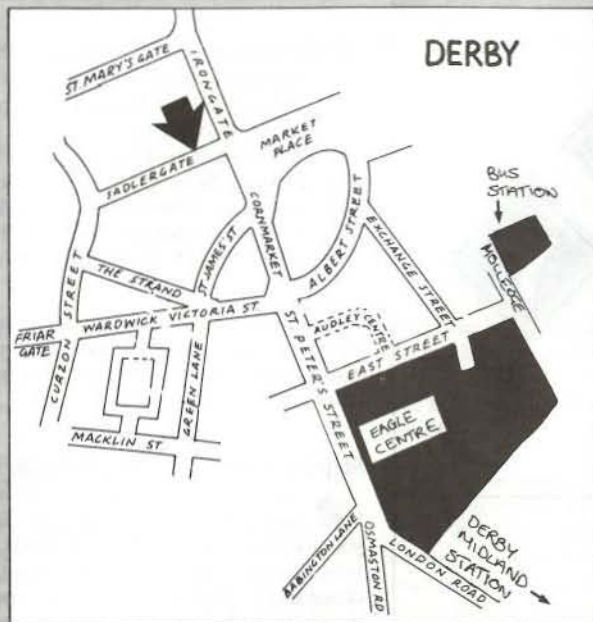 DERBY
ST. MARY'S GATE
IRONGATE
SADLERGATE
MARKET
PLACE
BUS
STATION
MOLLEDGE
CORNMARKET
ST JAMES ST
ALBERT STREET
EXCHANGE STREET
THE STRAND
CURZON STREET
FRIAR
GATE
WARDWICK
VICTORIA ST
AUDLEY CENTRE
ST PETER'S STREET
EAST STREET
GREEN LANE
MACKLIN ST
EAGLE
CENTRE
BABINGTON LANE
OSMASTON RD
LONDON ROAD
DERBY
MIDLAND
STATION